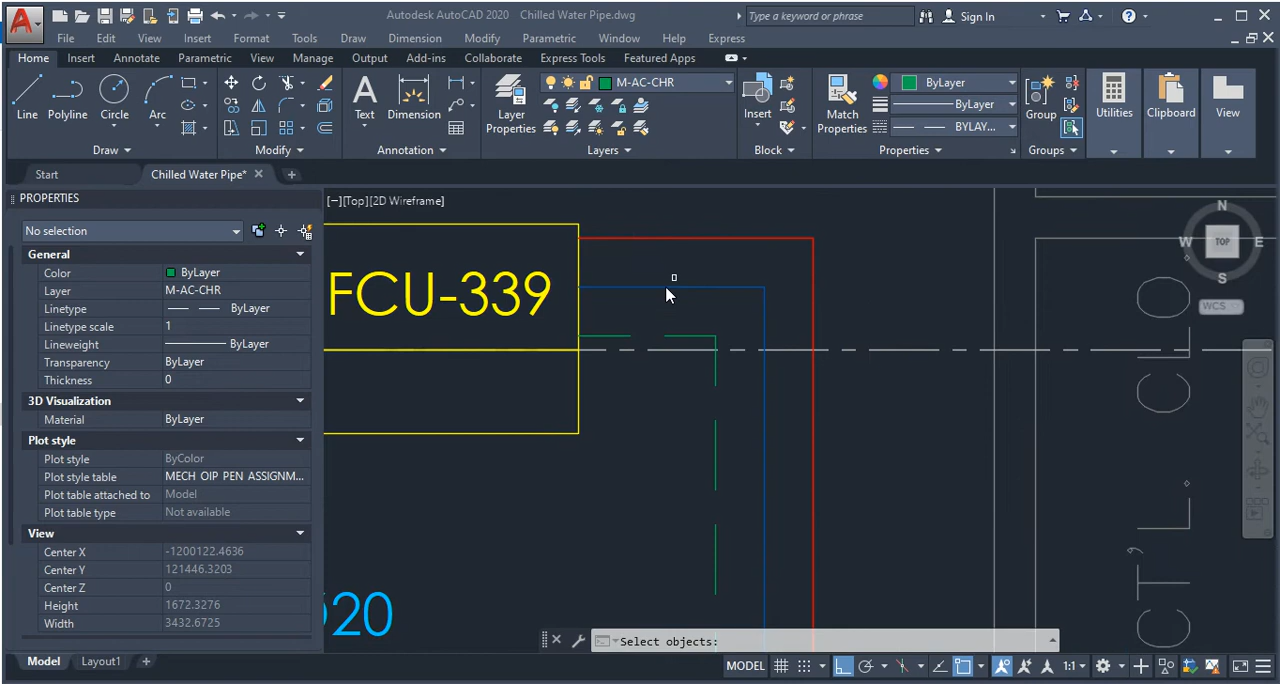 Autodesk AutoCAD 2020 Chilled Water Pipe.dwg
Type a keyword or phrase
Sign In
File Edit View Insert Format Tools Draw Dimension Modify Parametric Window Help Express
Home Insert Annotate Parametric View Manage Output Add-ins Collaborate Express Tools Featured Apps
Line Polyline Circle Arc
Draw
Modify
Text Dimension
Annotation
Layer Properties
M-AC-CHR
Layers
Insert
Block
Match Properties
ByLayer
ByLayer
BYLAY...
Properties
Group
Groups
Utilities
Clipboard
View
Start Chilled Water Pipe*
PROPERTIES
No selection
General
Color ByLayer
Layer M-AC-CHR
Linetype ByLayer
Linetype scale 1
Lineweight ByLayer
Transparency ByLayer
Thickness 0
3D Visualization
Material ByLayer
Plot style
Plot style ByColor
Plot style table MECH OIP PEN ASSIGNM...
Plot table attached to Model
Plot table type Not available
View
Center X -1200122.4636
Center Y 121446.3203
Center Z 0
Height 1672.3276
Width 3432.6725
[−][Top][2D Wireframe]
FCU-339
020
N
W TOP E
S
WCS
CT'L. CLO
Select objects:
Model Layout1
MODEL
1:1